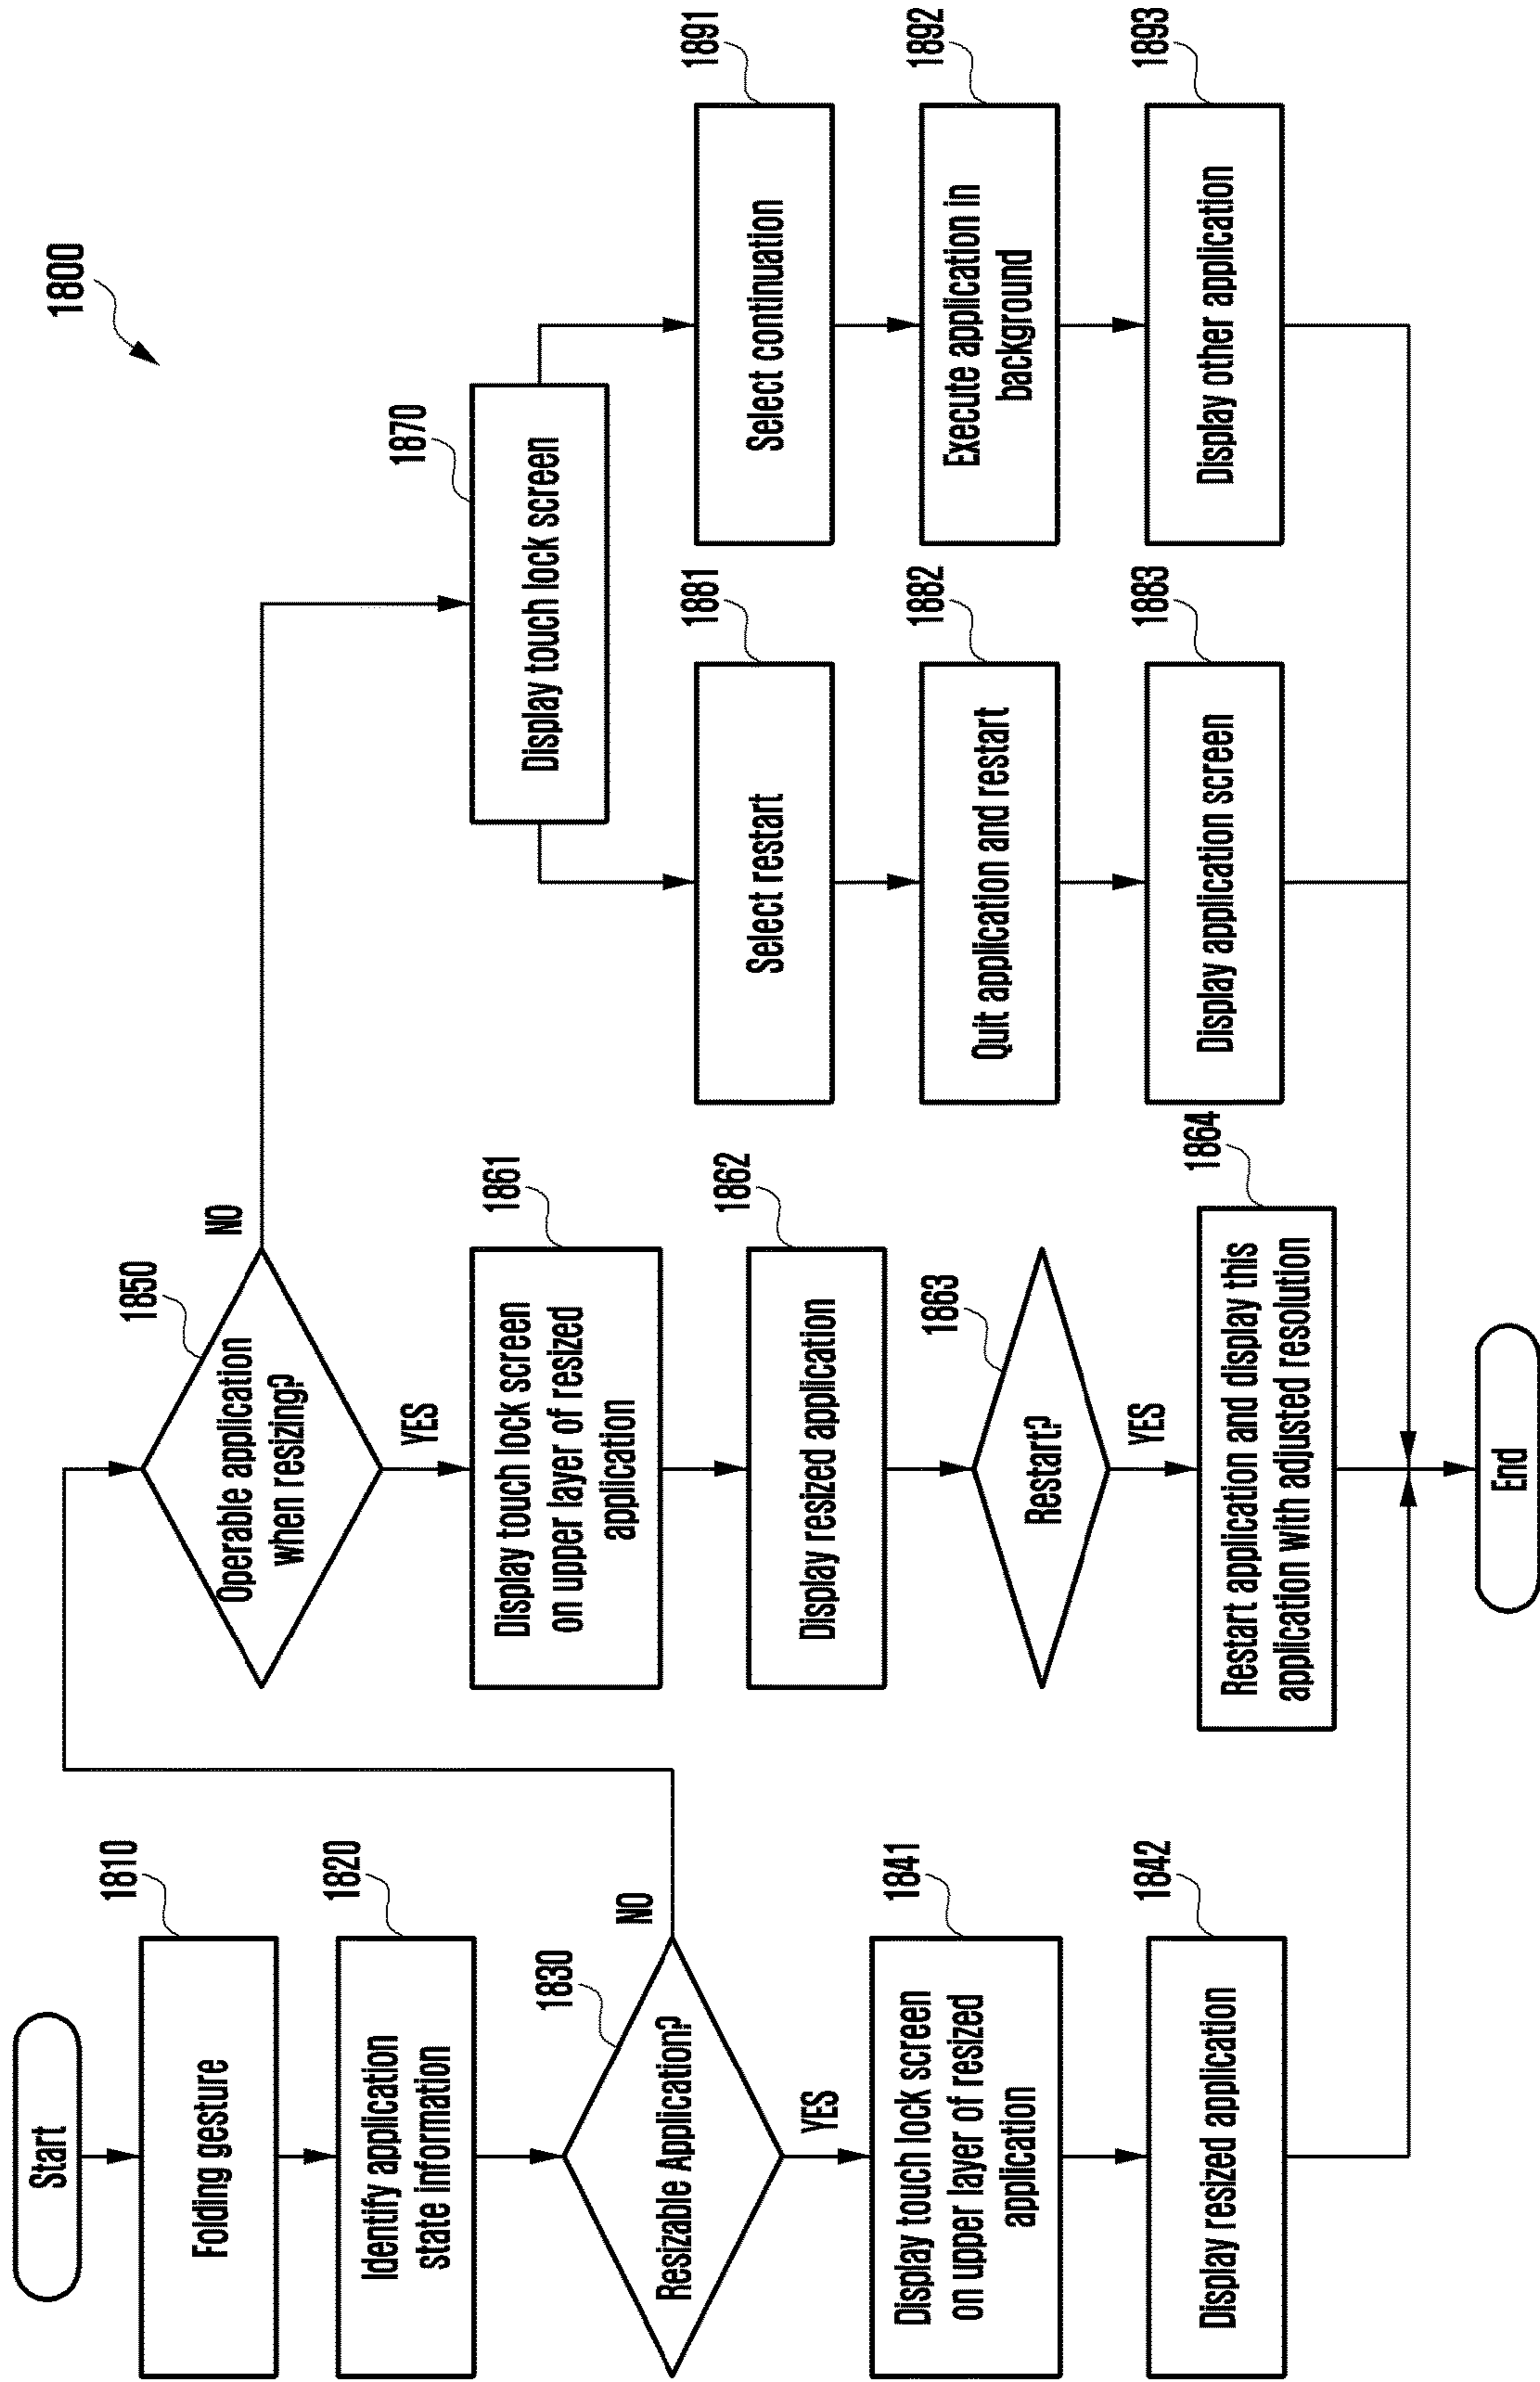 1800
Start
1810
Folding gesture
1820
Identify application
state information
1830
Resizable Application?
NO
YES
1841
Display touch lock screen
on upper layer of resized
application
1842
Display resized application
1850
Operable application
when resizing?
NO
YES
1861
Display touch lock screen
on upper layer of resized
application
1862
Display resized application
1863
Restart?
YES
1864
Restart application and display this
application with adjusted resolution
1870
Display touch lock screen
1881
Select restart
1882
Quit application and restart
1883
Display application screen
1891
Select continuation
1892
Execute application in
background
1893
Display other application
End